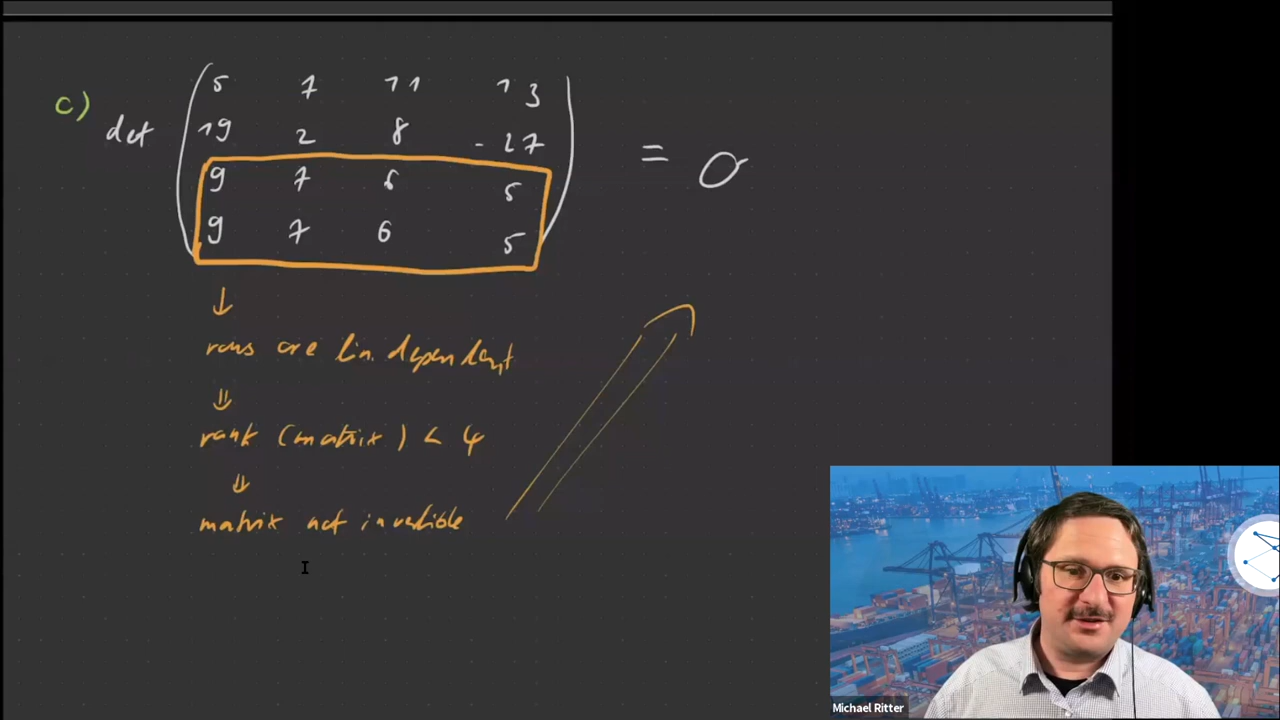 c) det ( 5 7 11 13
19 2 8 -27
9 7 6 5
9 7 6 5 ) = 0
↓
rows are lin. dependent
⇓
rank (matrix) < 4
⇓
matrix not invertible
Michael Ritter